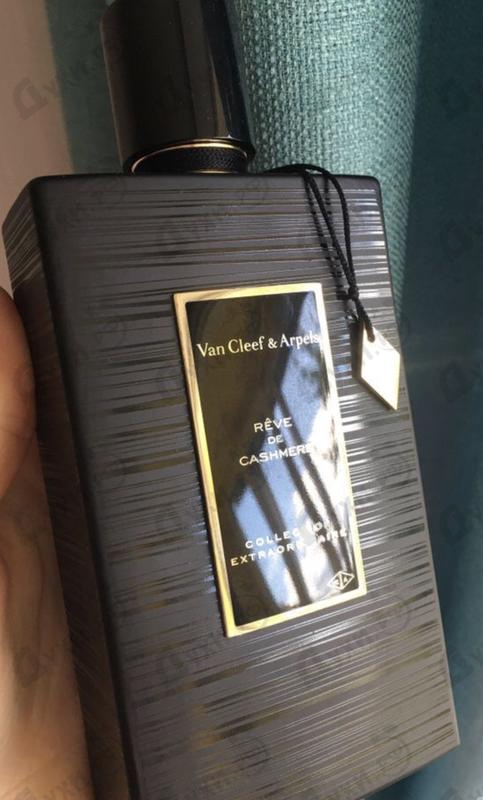 Van Cleef & Arpels
RÊVE
DE
CASHMERE
COLLECTION
EXTRAORDINAIRE